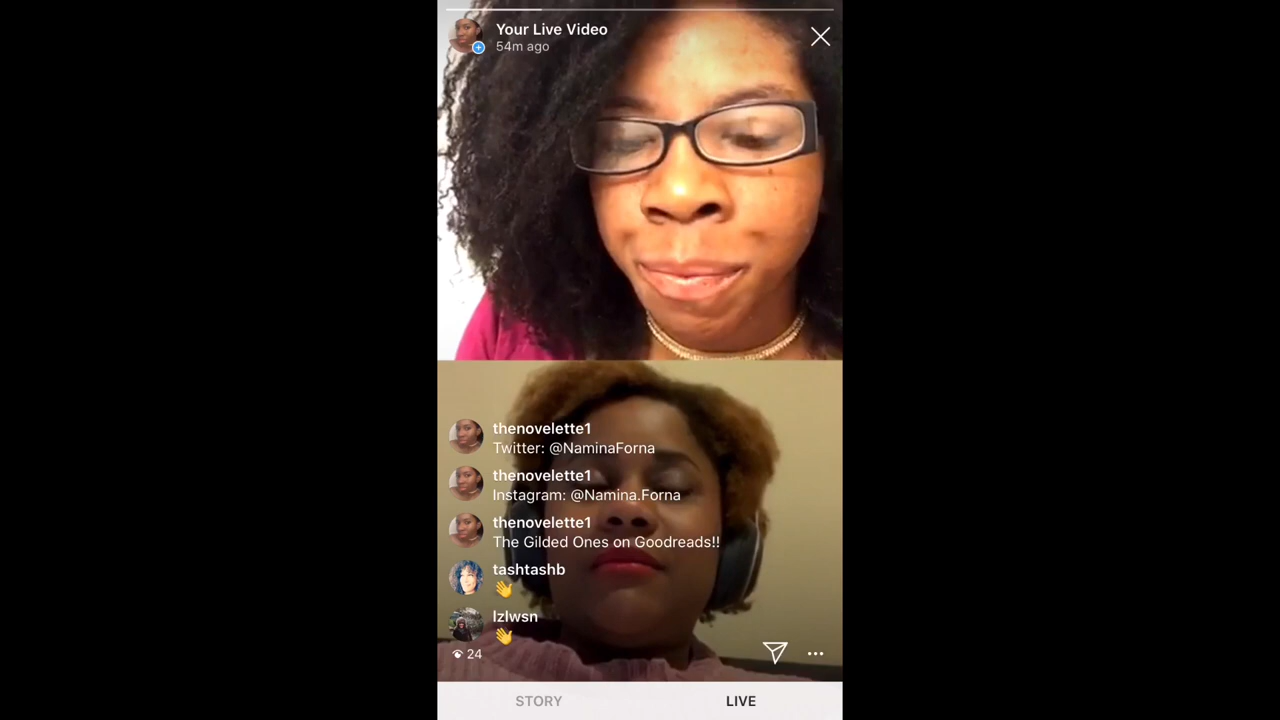 Your Live Video
54m ago
thenovelette1
Twitter: @NaminaForna
thenovelette1
Instagram: @Namina.Forna
thenovelette1
The Gilded Ones on Goodreads!!
tashtashb
👋
lzlwsn
👋
24
STORY
LIVE